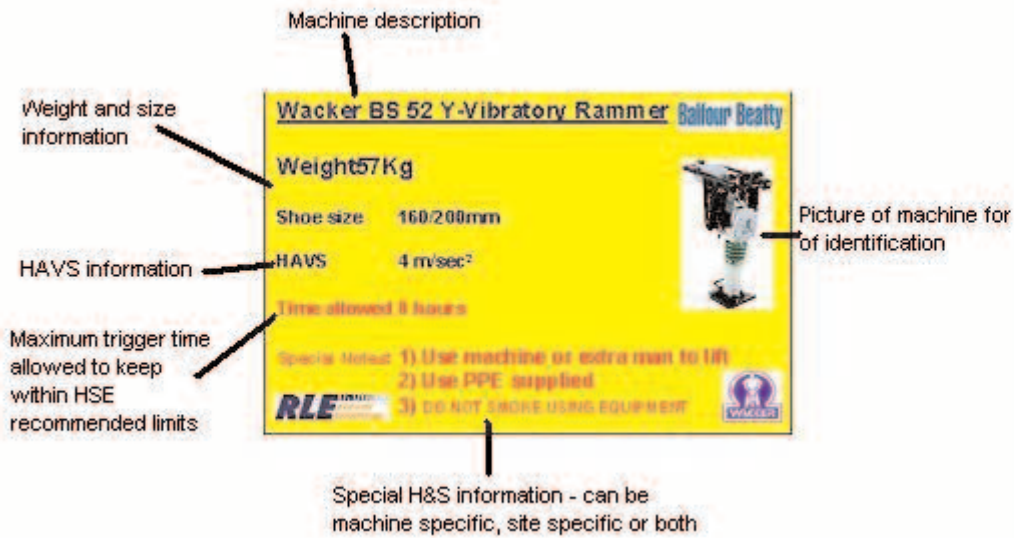 Machine description
Weight and size
information
Wacker BS 52 Y-Vibratory Rammer
Balfour Beatty
Weight57Kg
Shoe size 160/200mm
Picture of machine for
of identification
HAVS information
HAVS 4 m/sec²
Time allowed 8 hours
Maximum trigger time
allowed to keep
within HSE
recommended limits
Special Notes: 1) Use machine or extra man to lift
2) Use PPE supplied
3) DO NOT SMOKE USING EQUIPMENT
RLE
WACKER
Special H&S information - can be
machine specific, site specific or both